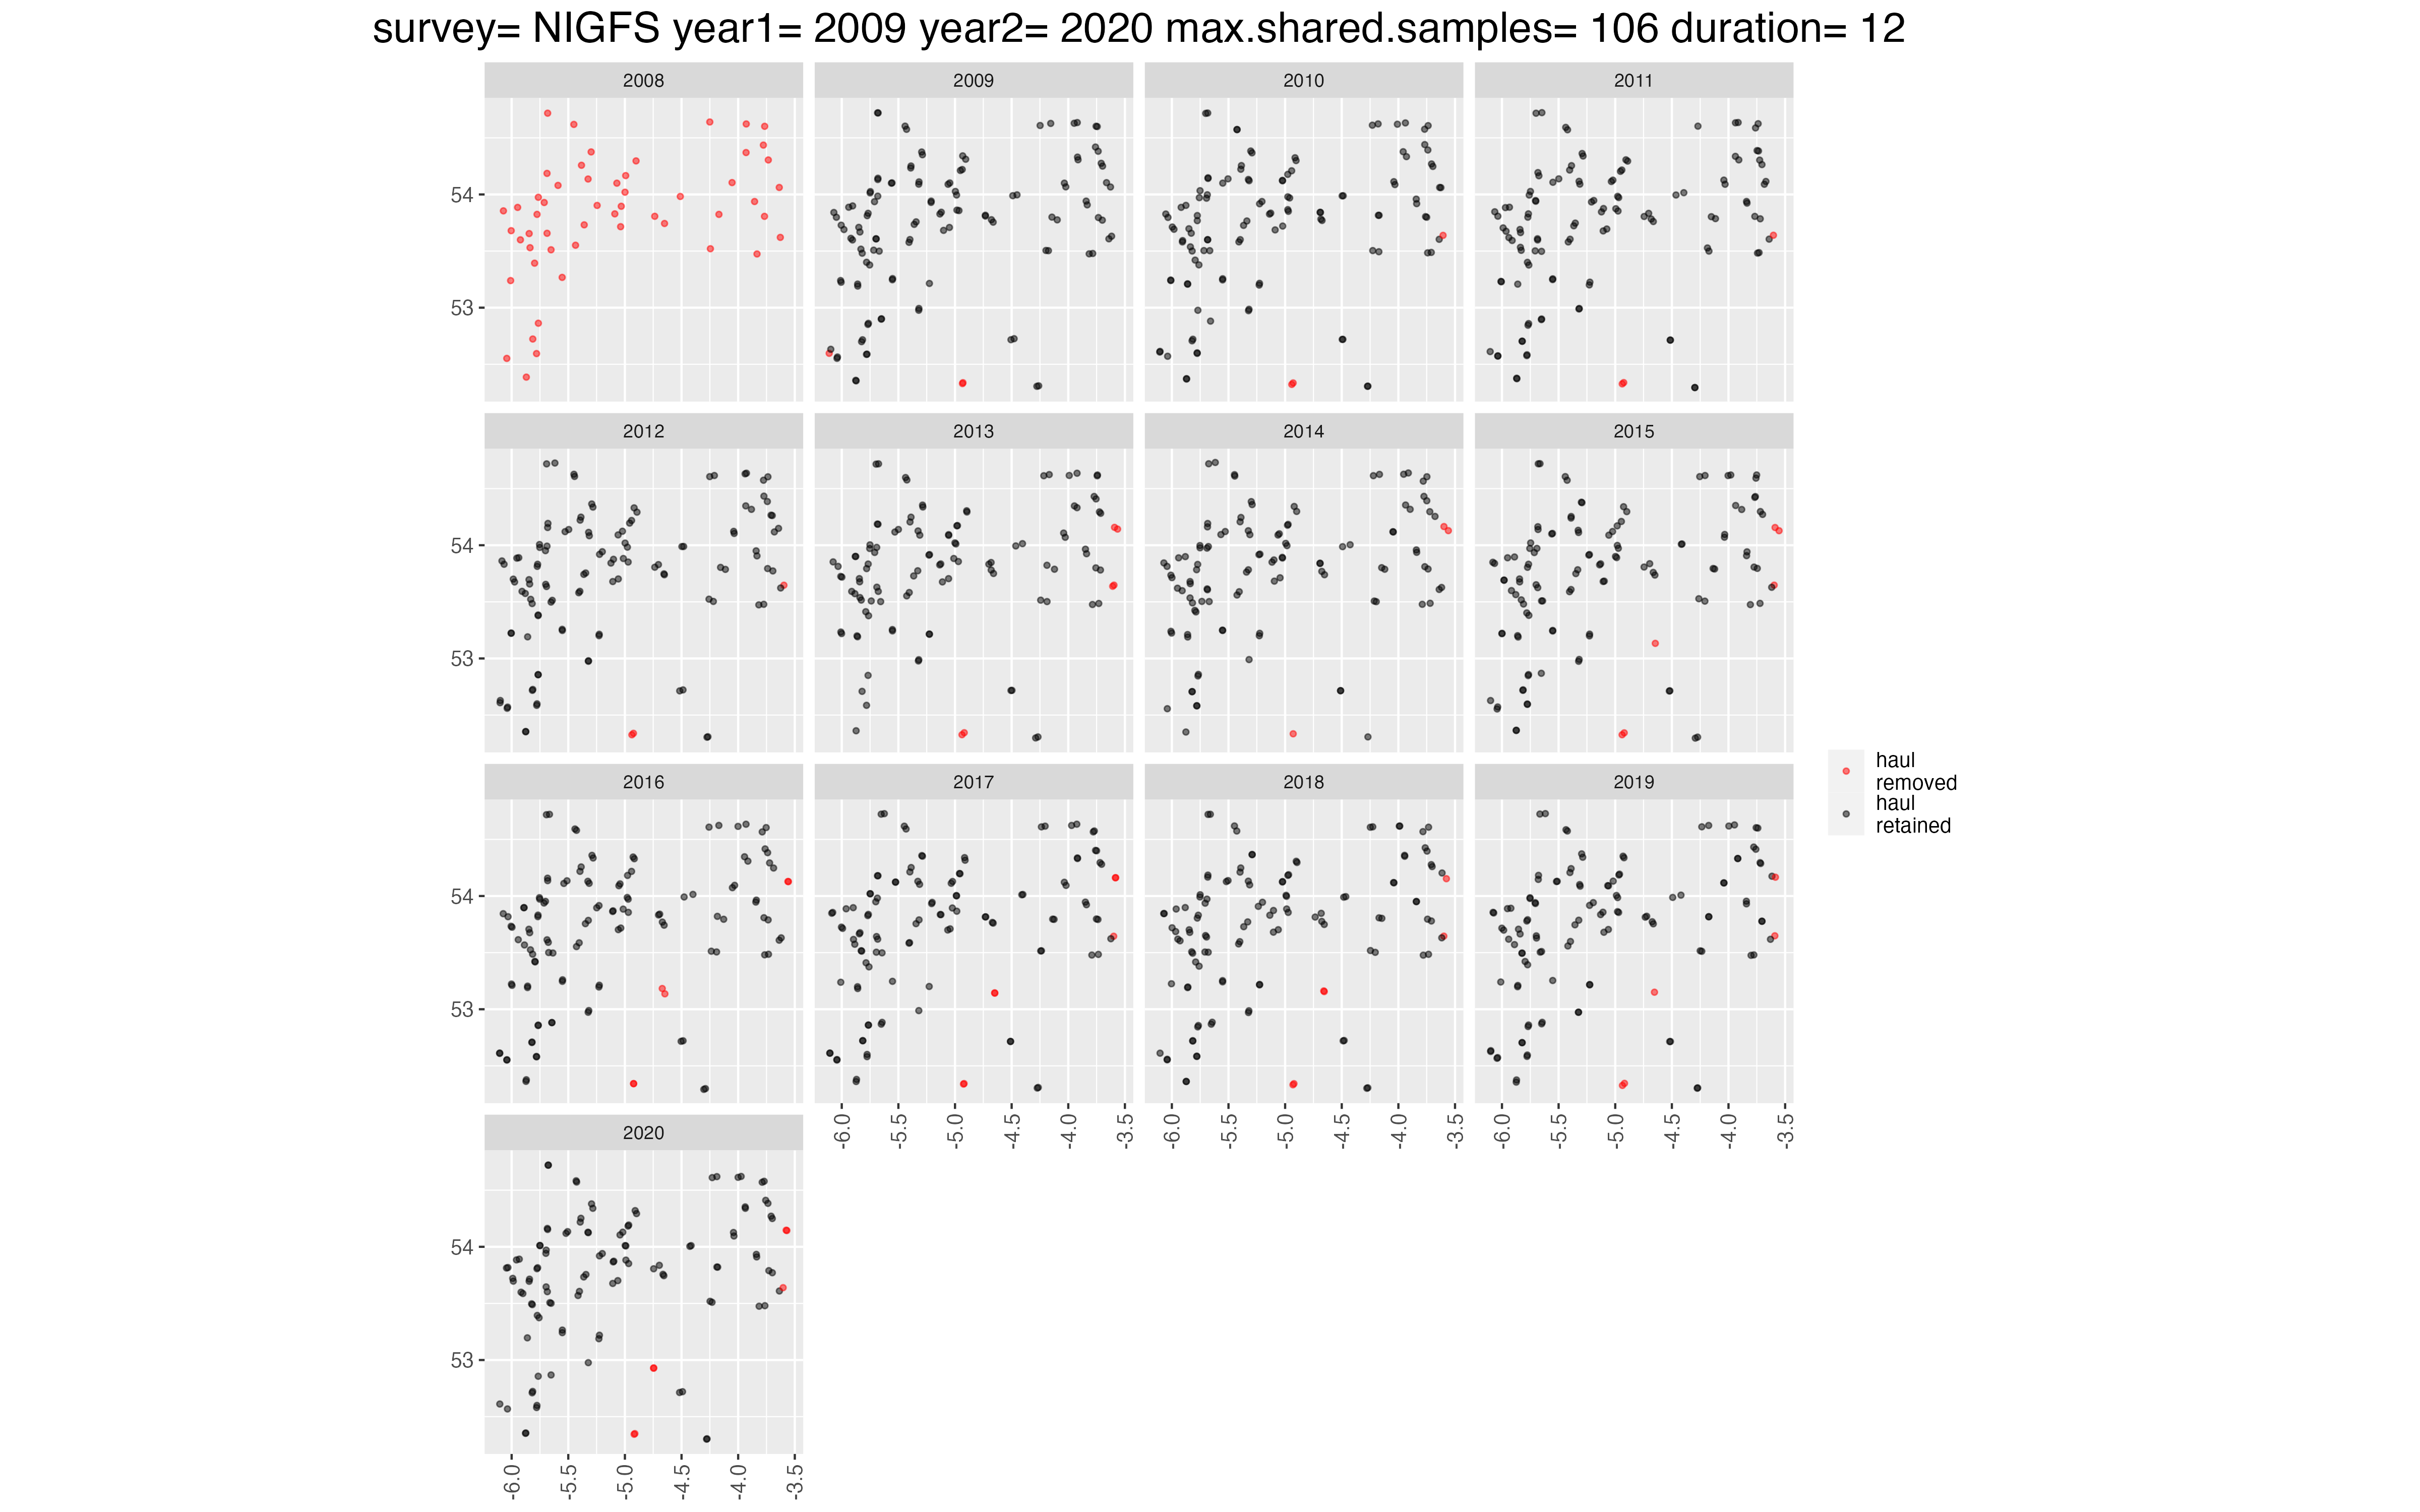 survey= NIGFS year1= 2009 year2= 2020 max.shared.samples= 106 duration= 12
2008 2009 2010 2011
54
53
2012 2013 2014 2015
54
53
haul
removed
haul
retained
2016 2017 2018 2019
54
53
-6.0 -5.5 -5.0 -4.5 -4.0 -3.5 -6.0 -5.5 -5.0 -4.5 -4.0 -3.5 -6.0 -5.5 -5.0 -4.5 -4.0 -3.5
2020
54
53
-6.0 -5.5 -5.0 -4.5 -4.0 -3.5